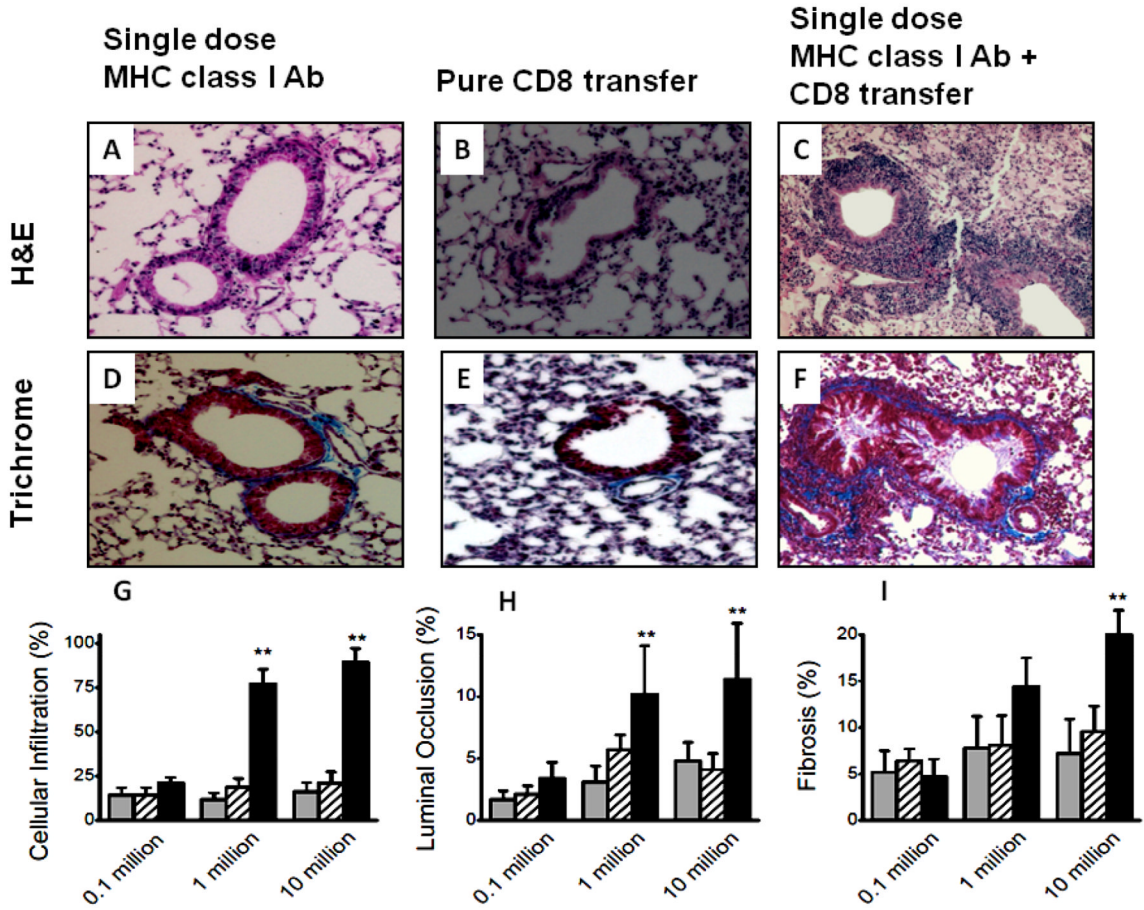 Single dose
MHC class I Ab
Pure CD8 transfer
Single dose
MHC class I Ab +
CD8 transfer
H&E
A
B
C
Trichrome
D
E
F
G
Cellular Infiltration (%)
100
75
50
25
0
**
**
0.1 million
1 million
10 million
H
Luminal Occlusion (%)
15
10
5
0
**
**
0.1 million
1 million
10 million
I
Fibrosis (%)
20
15
10
5
0
**
0.1 million
1 million
10 million